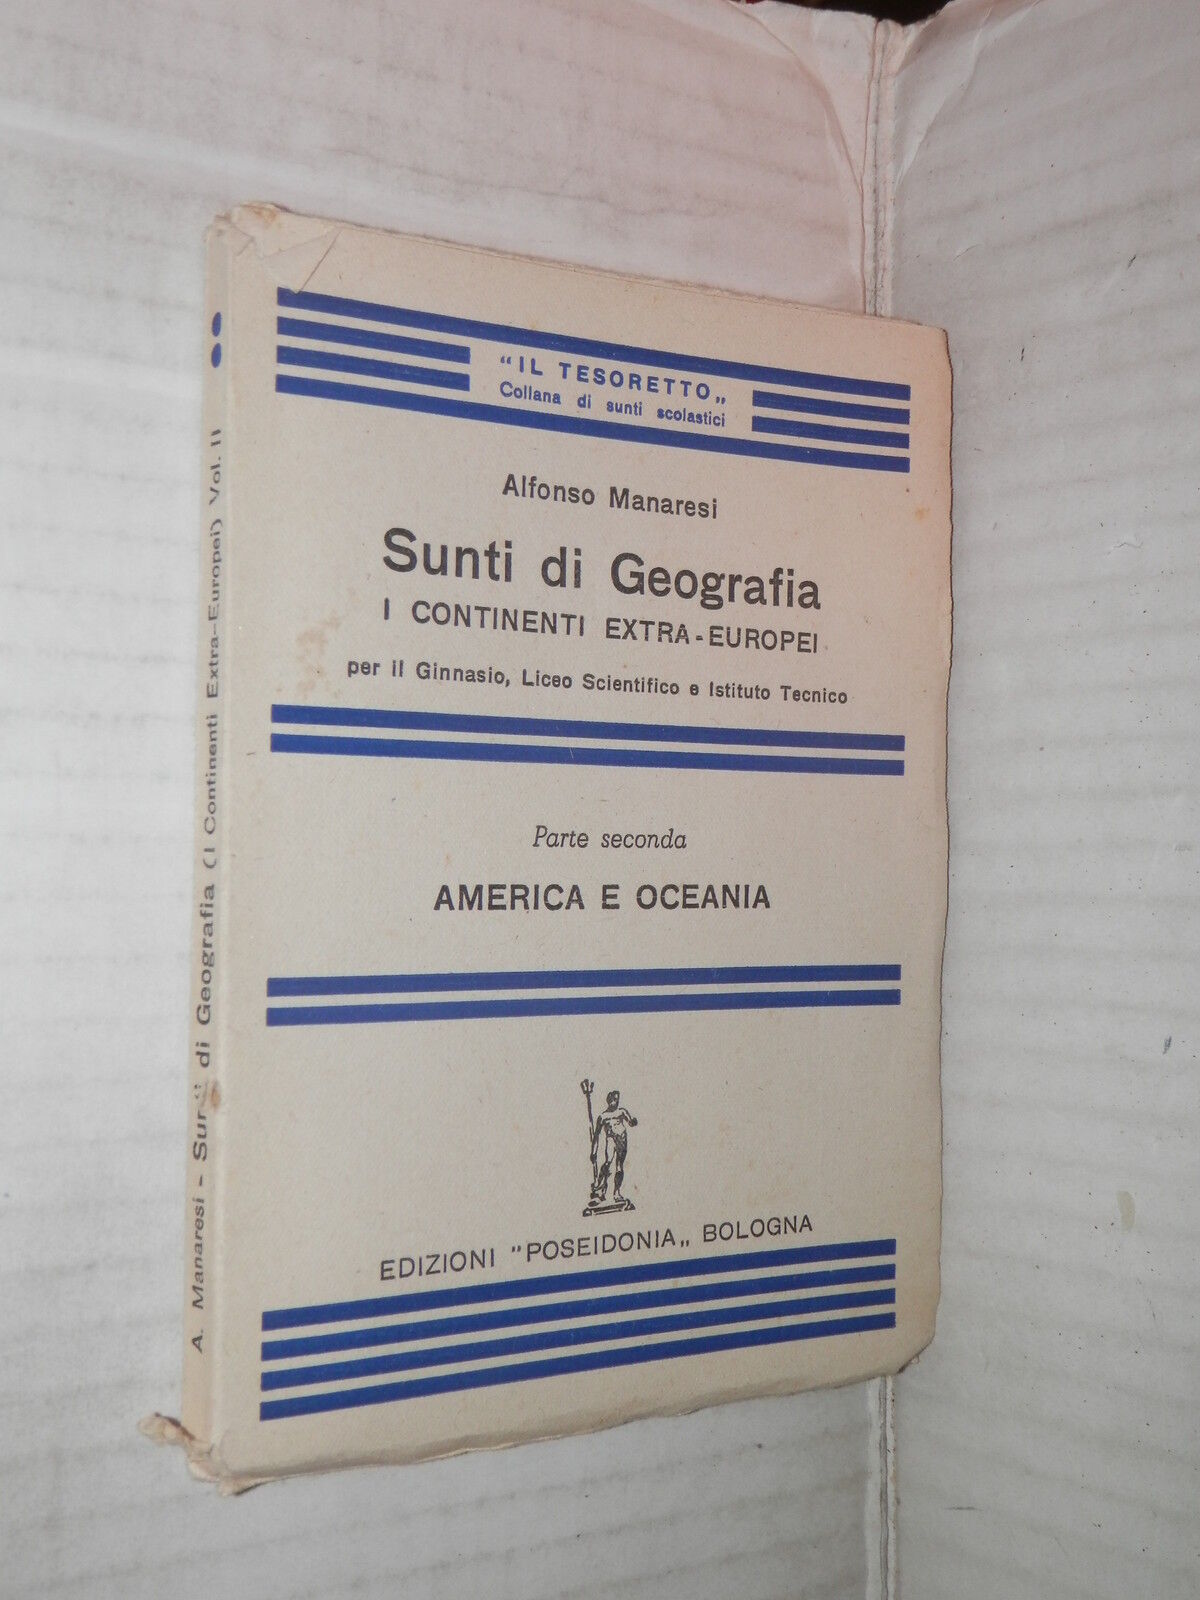 "IL TESORETTO„
Collana di sunti scolastici
Alfonso Manaresi
Sunti di Geografia
I CONTINENTI EXTRA-EUROPEI
per il Ginnasio, Liceo Scientifico e Istituto Tecnico
Parte seconda
AMERICA E OCEANIA
EDIZIONI "POSEIDONIA„ BOLOGNA
A. Manaresi - di Geografia (I Continenti Extra-Europei) Vol. II